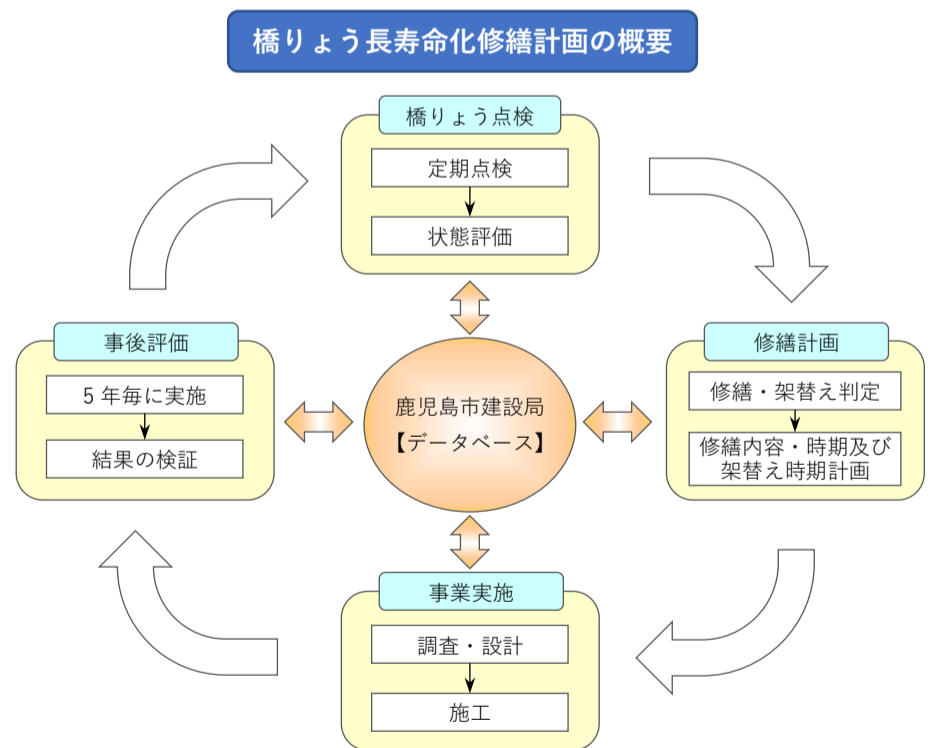 橋りょう長寿命化修繕計画の概要
橋りょう点検
定期点検
状態評価
事後評価
5年毎に実施
結果の検証
鹿児島市建設局
【データベース】
修繕計画
修繕・架替え判定
修繕内容・時期及び
架替え時期計画
事業実施
調査・設計
施工